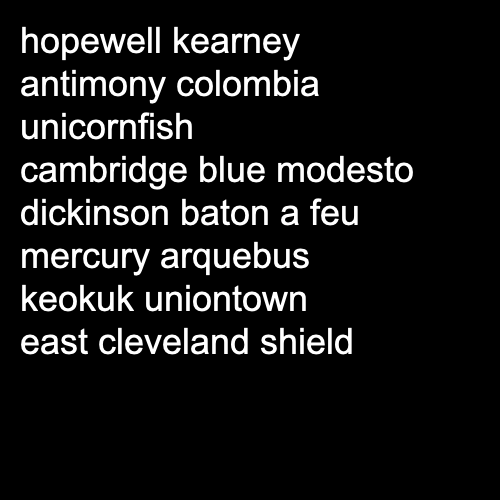 hopewell kearney
antimony colombia
unicornfish
cambridge blue modesto
dickinson baton a feu
mercury arquebus
keokuk uniontown
east cleveland shield